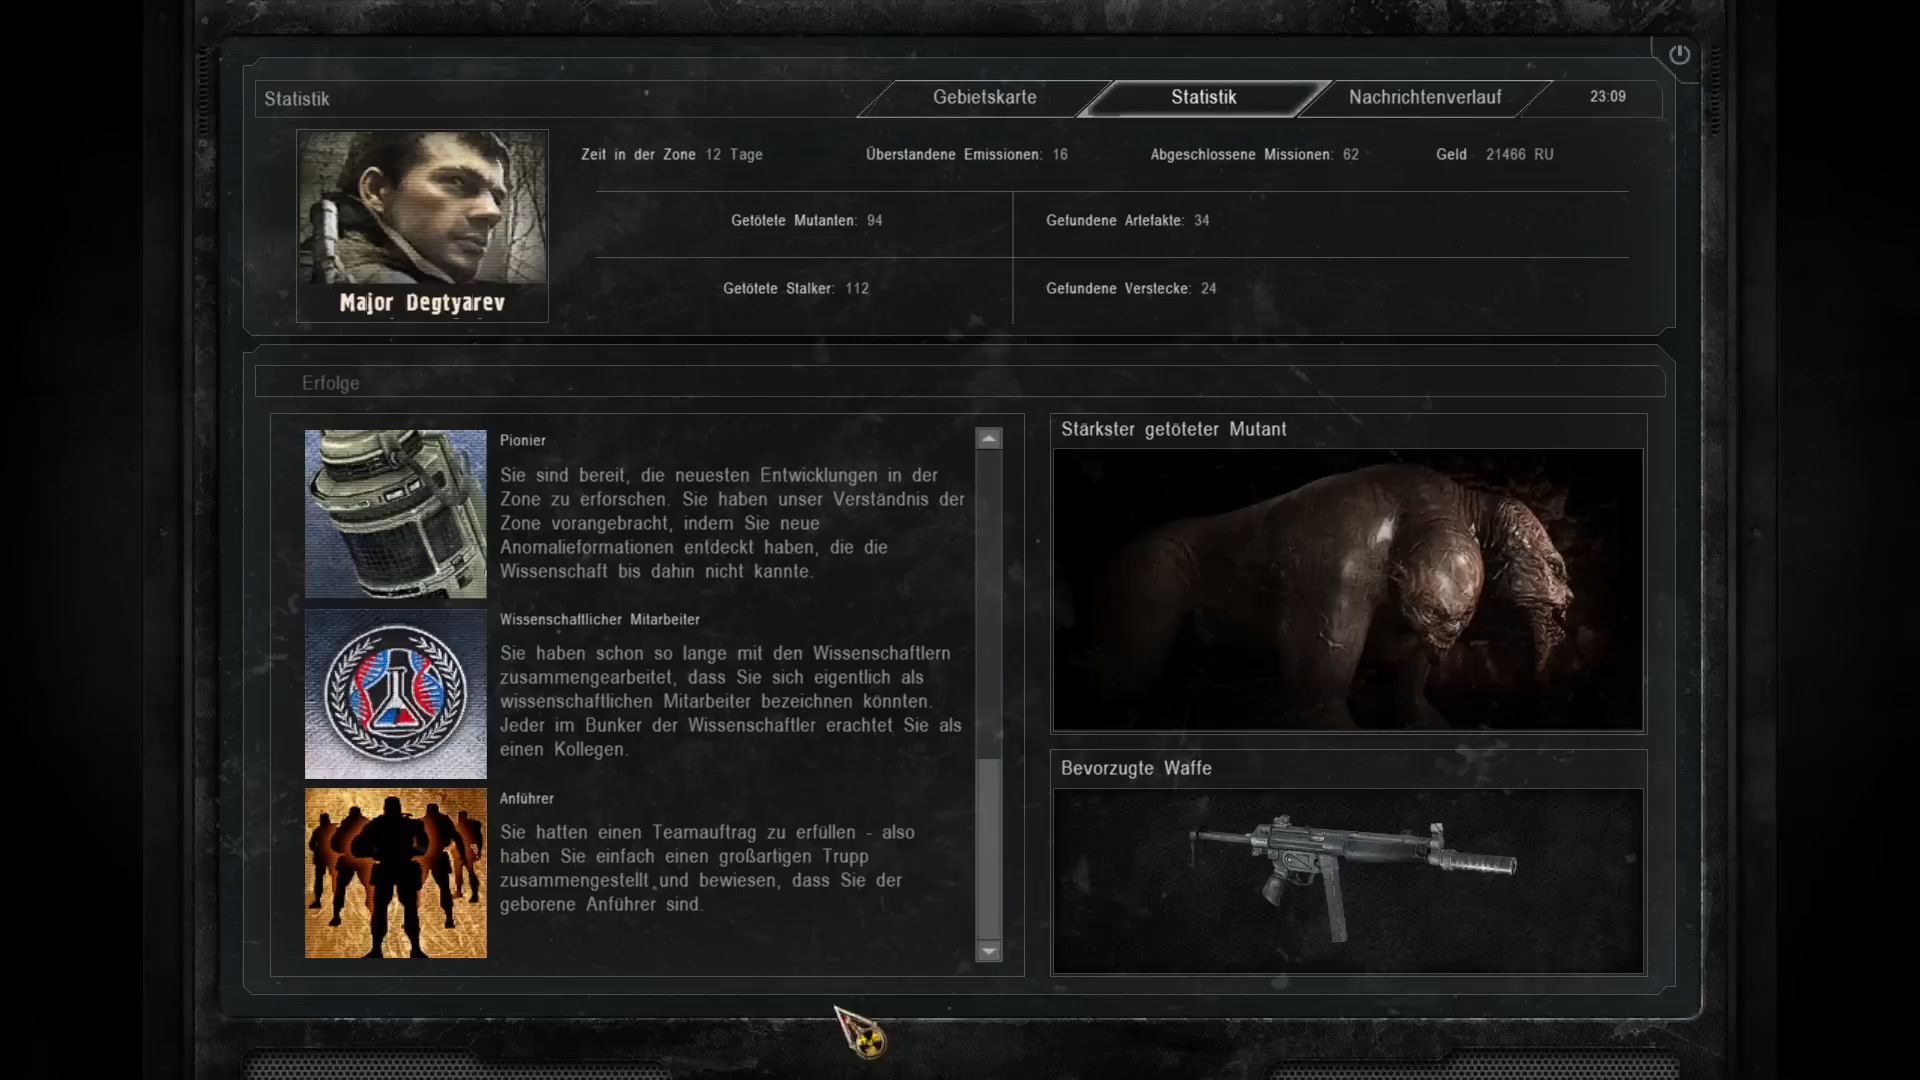 Statistik
Gebietskarte
Statistik
Nachrichtenverlauf
23:09
Zeit in der Zone 12 Tage
Überstandene Emissionen: 16
Abgeschlossene Missionen: 62
Geld 21466 RU
Getötete Mutanten: 94
Gefundene Artefakte: 34
Getötete Stalker: 112
Gefundene Verstecke: 24
Major Degtyarev
Erfolge
Pionier
Sie sind bereit, die neuesten Entwicklungen in der
Zone zu erforschen. Sie haben unser Verständnis der
Zone vorangebracht, indem Sie neue
Anomalieformationen entdeckt haben, die die
Wissenschaft bis dahin nicht kannte.
Wissenschaftlicher Mitarbeiter
Sie haben schon so lange mit den Wissenschaftlern
zusammengearbeitet, dass Sie sich eigentlich als
wissenschaftlichen Mitarbeiter bezeichnen könnten.
Jeder im Bunker der Wissenschaftler erachtet Sie als
einen Kollegen.
Anführer
Sie hatten einen Teamauftrag zu erfüllen - also
haben Sie einfach einen großartigen Trupp
zusammengestellt und bewiesen, dass Sie der
geborene Anführer sind.
Stärkster getöteter Mutant
Bevorzugte Waffe